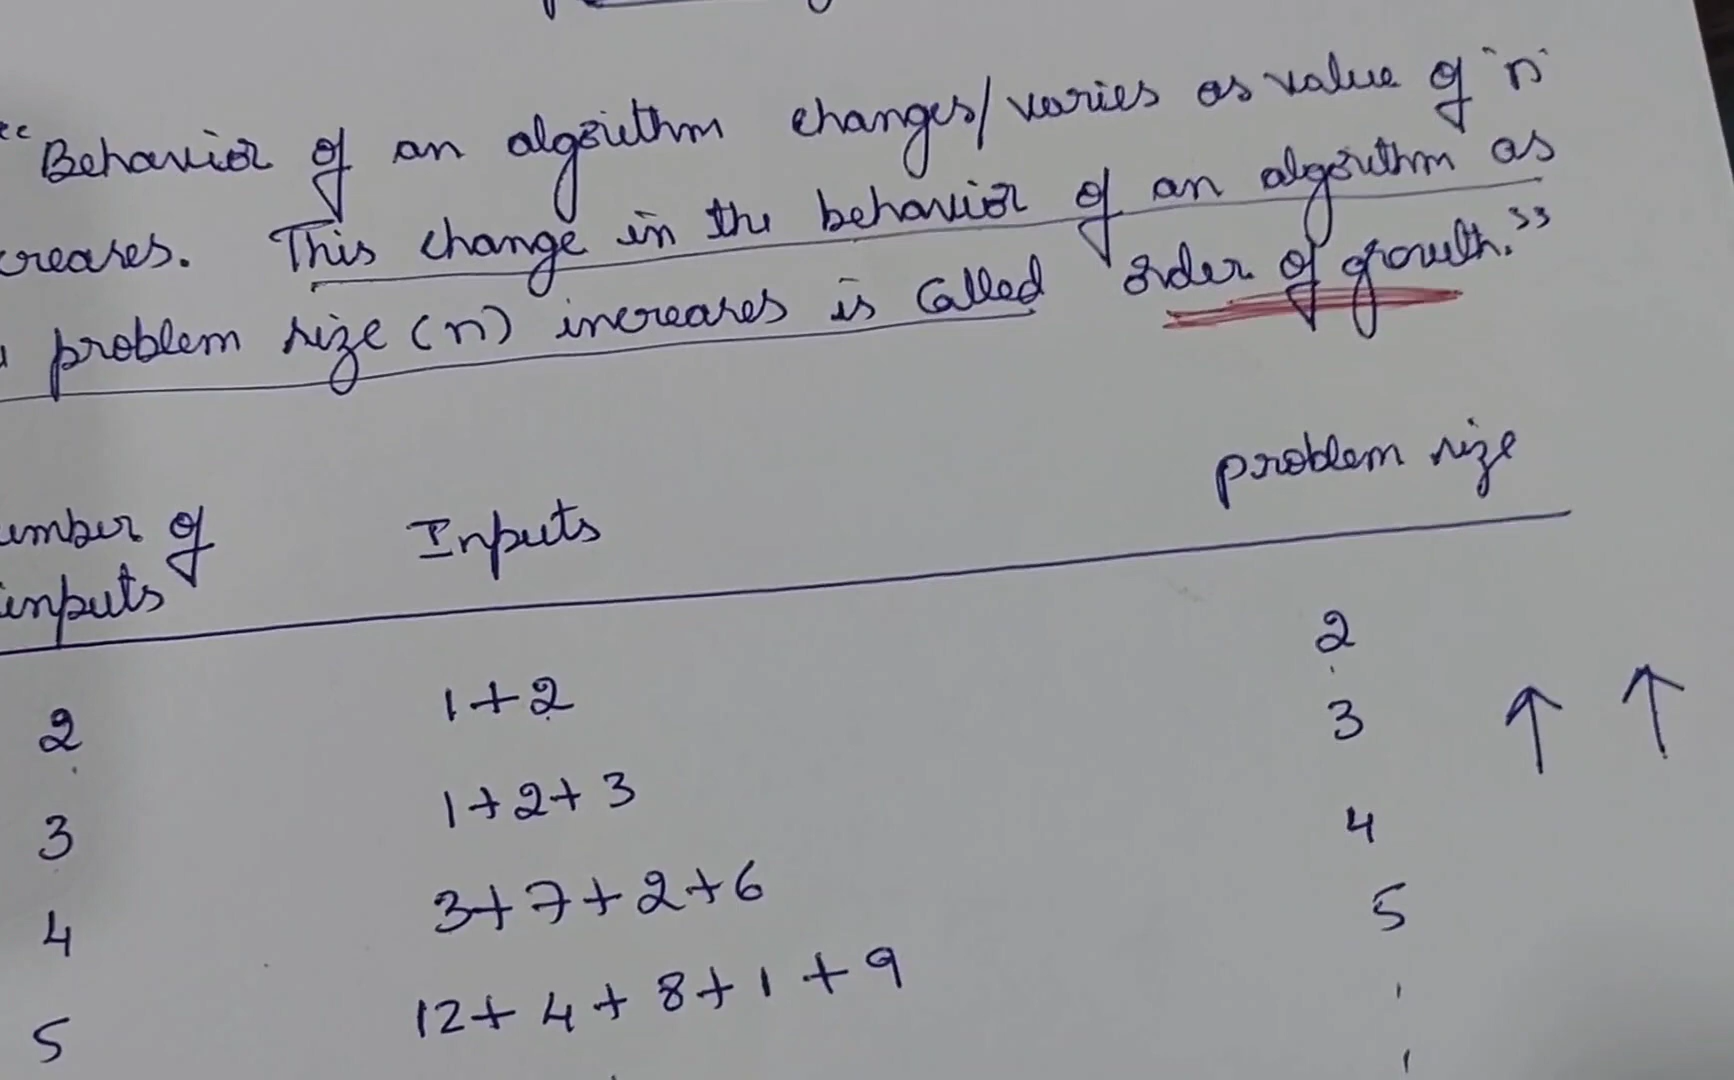 “Behavior of an algorithm changes/varies as value of 'n'
creases. This change in the behavior of an algorithm as
problem size (n) increases is called 'order of growth.”
umber of Inputs problem size
inputs
2 1+2 2
3 1+2+3 3
4 3+7+2+6 4
5 12+4+8+1+9 5